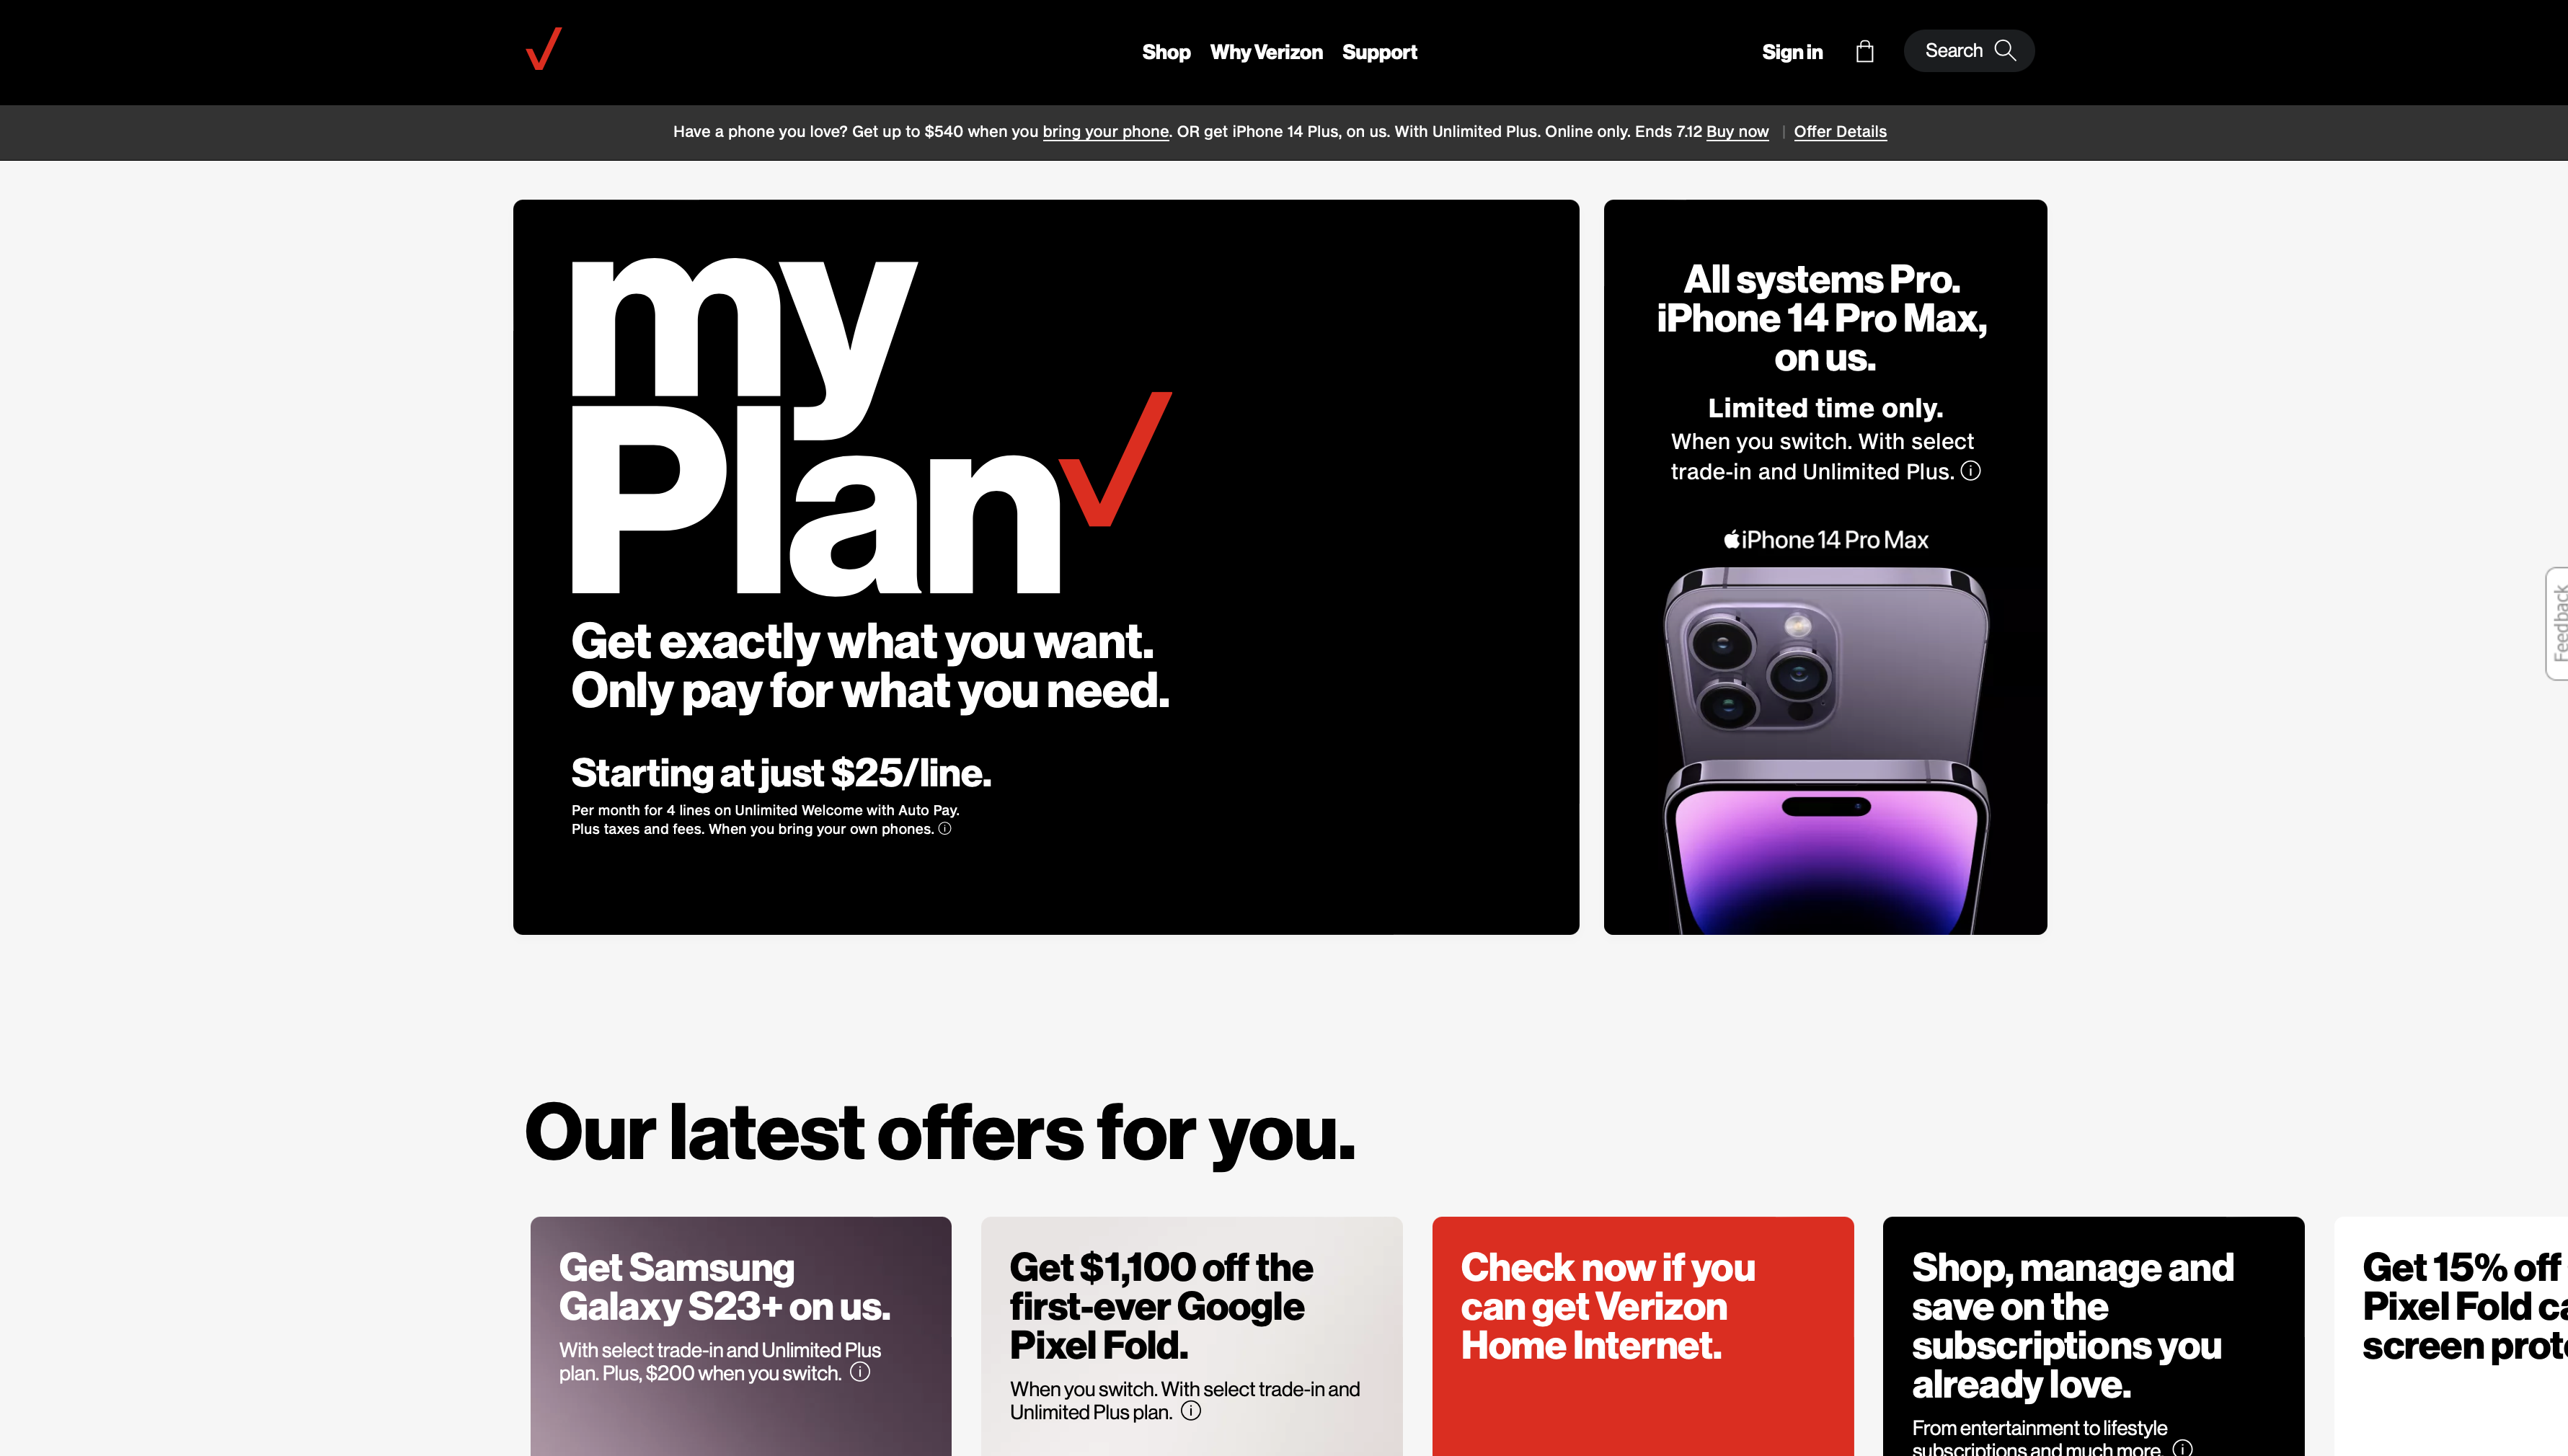 Shop Why Verizon Support Sign in Search
Have a phone you love? Get up to $540 when you bring your phone. OR get iPhone 14 Plus, on us. With Unlimited Plus. Online only. Ends 7.12 Buy now | Offer Details
my
Plan
Get exactly what you want.
Only pay for what you need.
Starting at just $25/line.
Per month for 4 lines on Unlimited Welcome with Auto Pay.
Plus taxes and fees. When you bring your own phones.
All systems Pro.
iPhone 14 Pro Max,
on us.
Limited time only.
When you switch. With select
trade-in and Unlimited Plus.
iPhone 14 Pro Max
Feedback
Our latest offers for you.
Get Samsung
Galaxy S23+ on us.
With select trade-in and Unlimited Plus
plan. Plus, $200 when you switch.
Get $1,100 off the
first-ever Google
Pixel Fold.
When you switch. With select trade-in and
Unlimited Plus plan.
Check now if you
can get Verizon
Home Internet.
Shop, manage and
save on the
subscriptions you
already love.
From entertainment to lifestyle
subscriptions and much more.
Get 15% off
Pixel Fold
screen